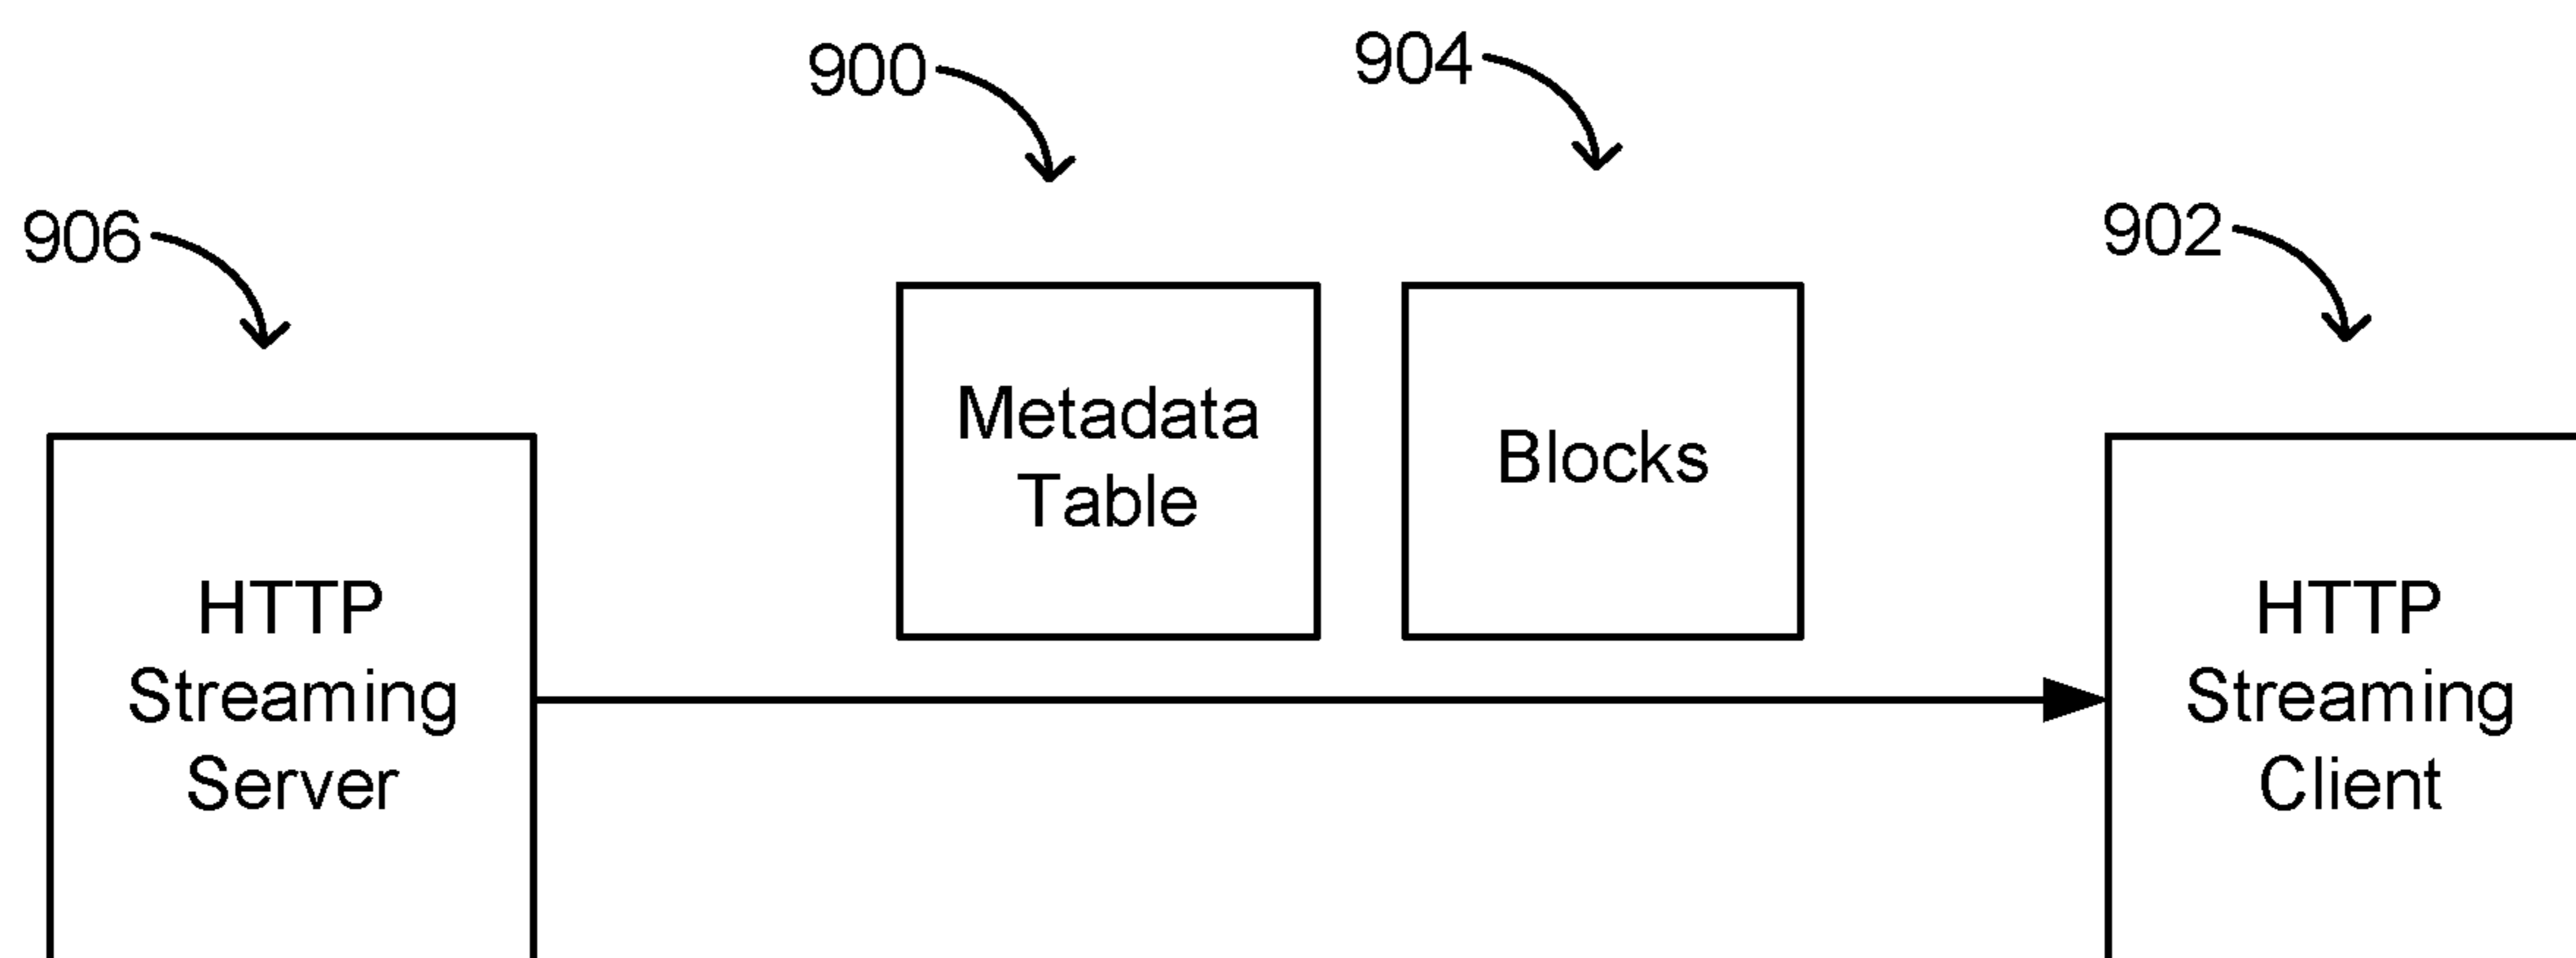 900
904
906
902
Metadata
Table
Blocks
HTTP
Streaming
Server
HTTP
Streaming
Client